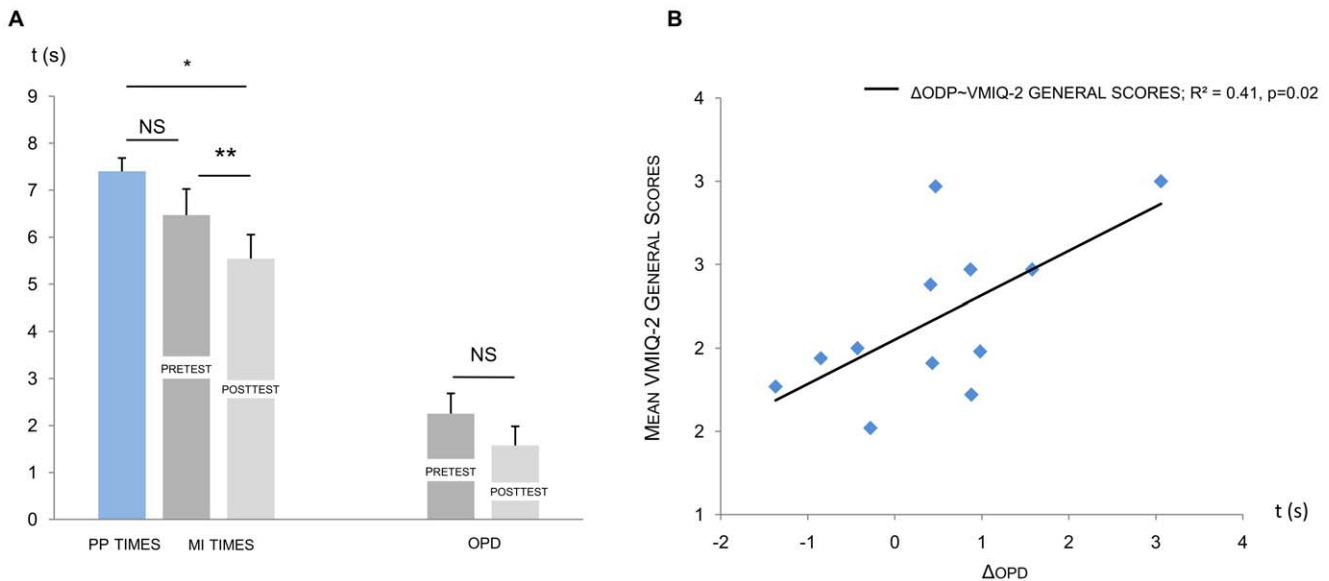 A
t (s)
*
NS
**
9
8
7
6
5
4
3
2
1
0
PRETEST
POSTTEST
NS
PRETEST
POSTTEST
PP TIMES MI TIMES OPD
B
ΔODP~VMIQ-2 GENERAL SCORES; R² = 0.41, p=0.02
MEAN VMIQ-2 GENERAL SCORES
4
3
3
2
2
1
-2 -1 0 1 2 3 4
t (s)
ΔOPD